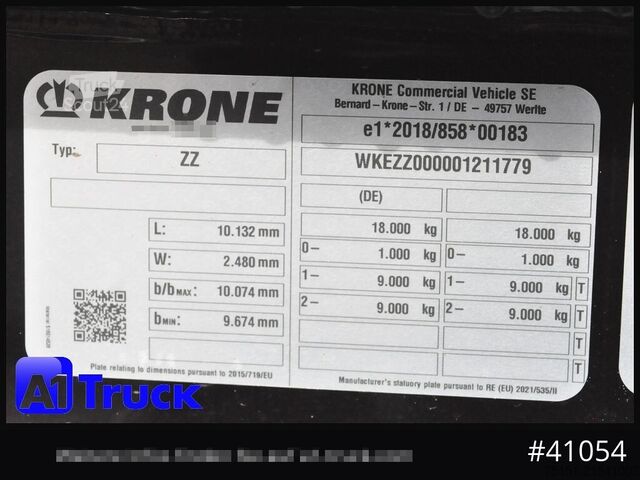 KRONE
Truck
Scout24
KRONE Commercial Vehicle SE
Bernard – Krone – Str. 1 / DE – 49757 Werlte
e1*2018/858*00183
Typ: ZZ
WKEZZ000001211779
(DE)
L: 10.132 mm
W: 2.480 mm
b/bMAX: 10.074 mm
bMIN: 9.674 mm
18.000 kg 18.000 kg
0– 1.000 kg 0– 1.000 kg
1– 9.000 kg 1– 9.000 kg T
2– 9.000 kg 2– 9.000 kg T
T
T
Plate relating to dimensions pursuant to 2015/719/EU
Manufacturer's statuory plate pursuant to RE (EU) 2021/535/II
A1 Truck
#41054